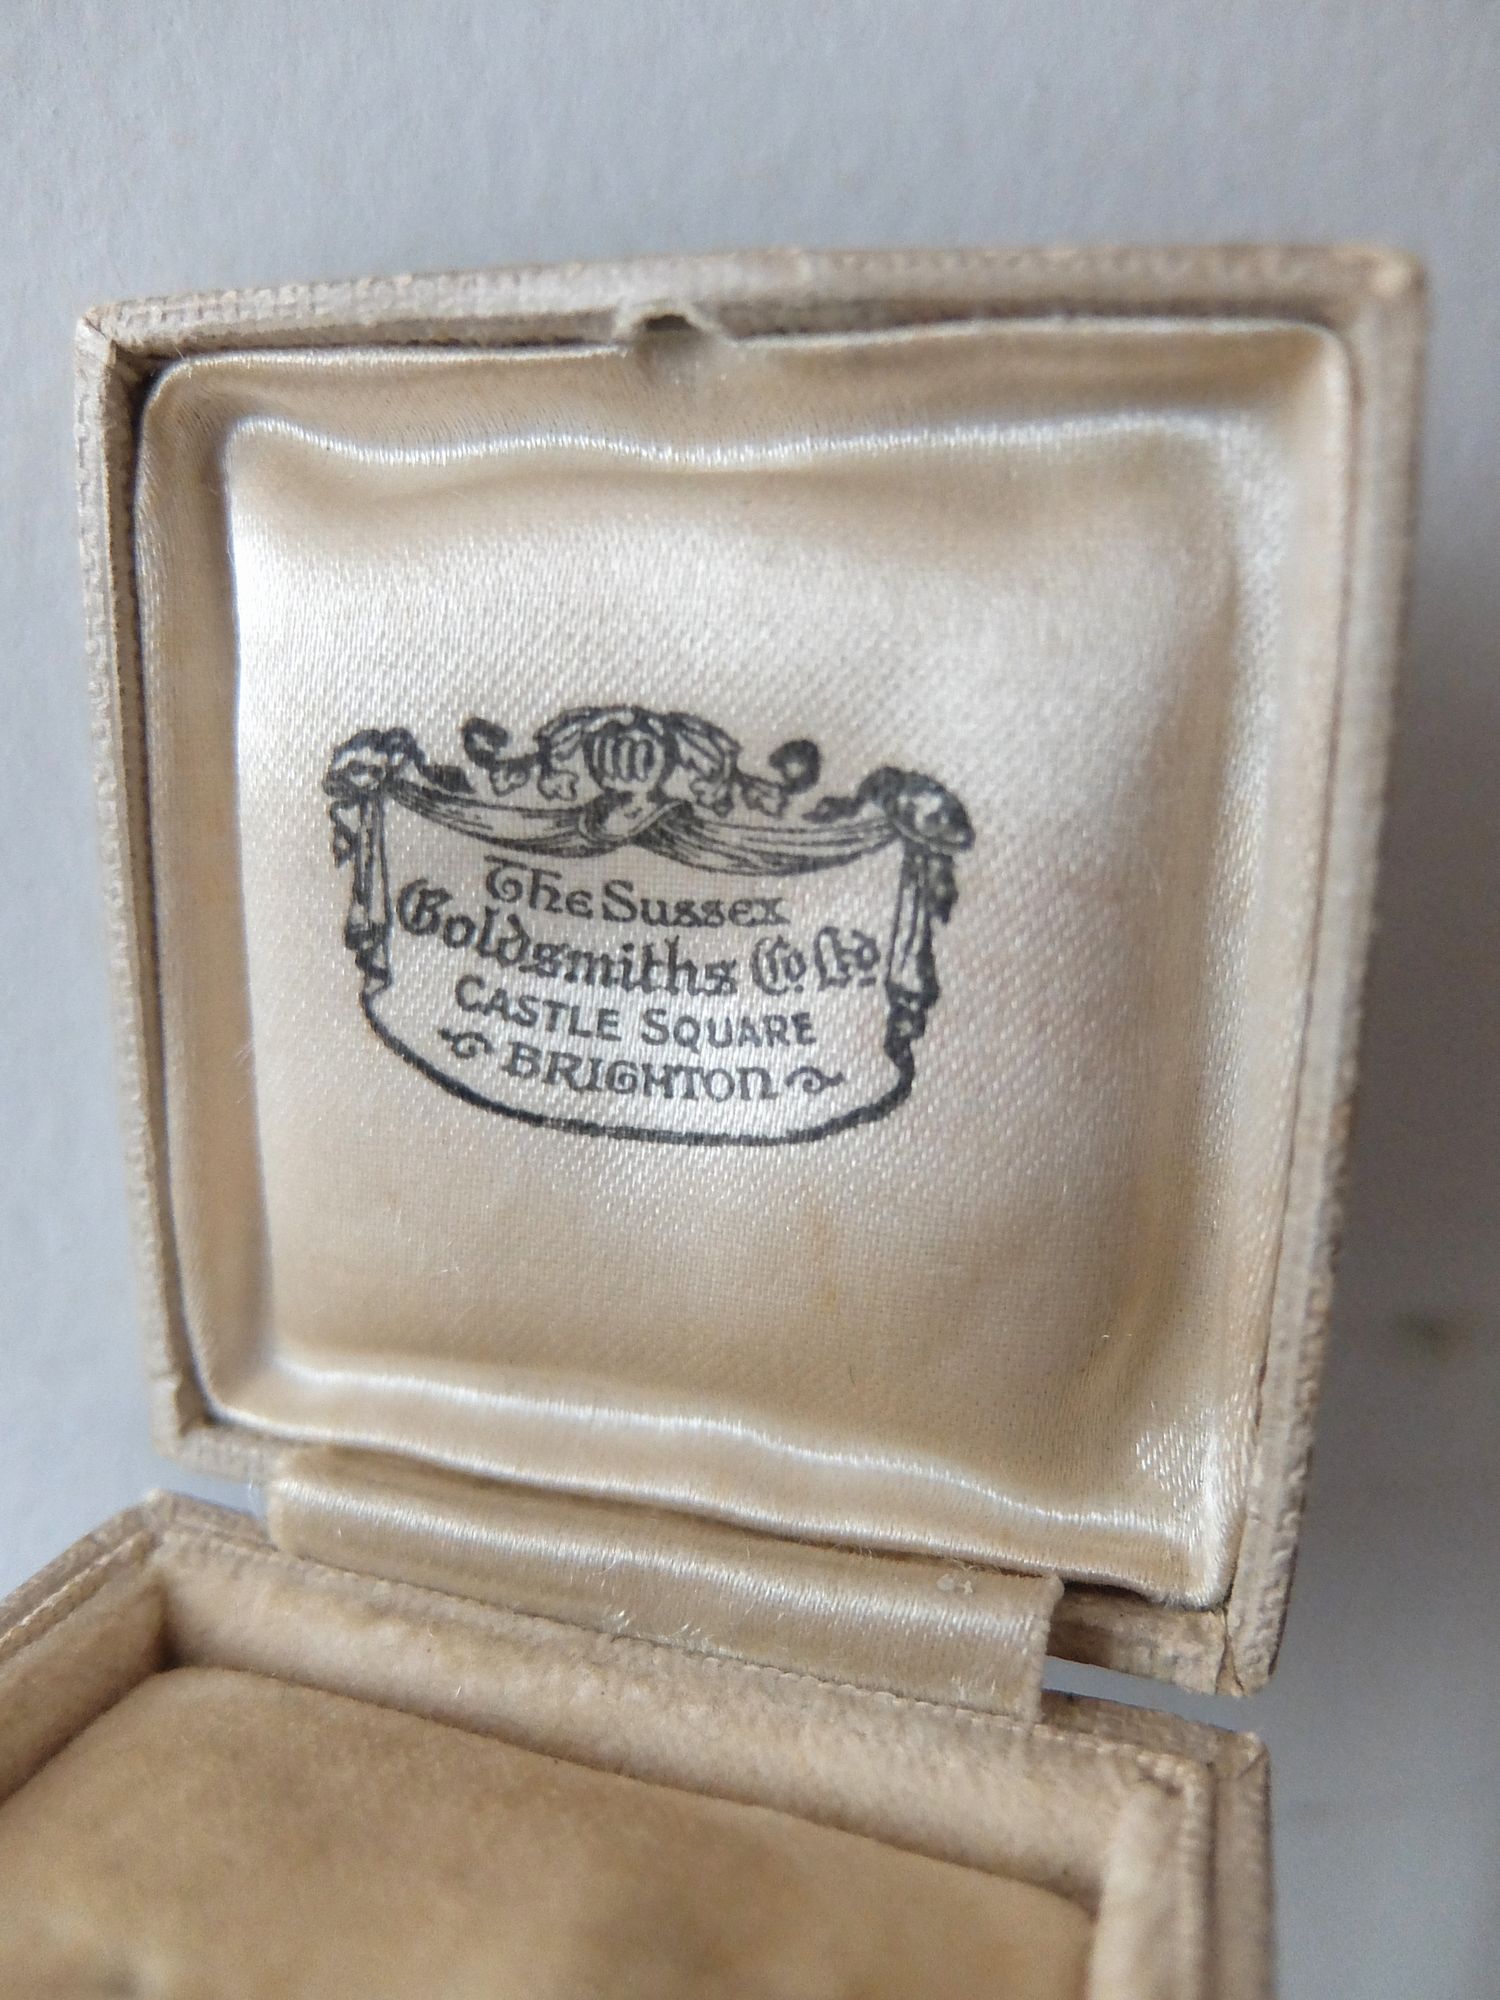 The Sussex
Goldsmiths Co. Ltd
CASTLE SQUARE
BRIGHTON